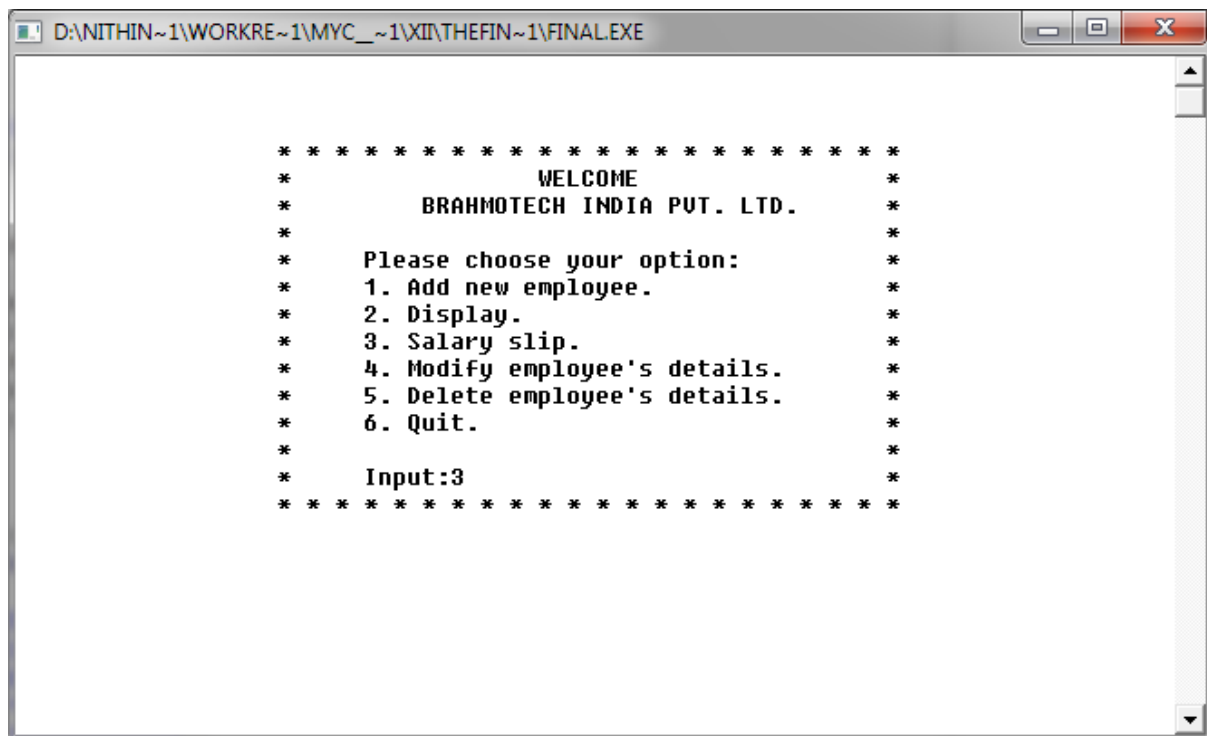 D:\NITHIN~1\WORKRE~1\MYC__~1\XII\THEFIN~1\FINAL.EXE
* * * * * * * * * * * * * * * * * * * * * *
* WELCOME *
* BRAHMOTECH INDIA PVT. LTD. *
* *
* Please choose your option: *
* 1. Add new employee. *
* 2. Display. *
* 3. Salary slip. *
* 4. Modify employee's details. *
* 5. Delete employee's details. *
* 6. Quit. *
* *
* Input:3 *
* * * * * * * * * * * * * * * * * * * * * *